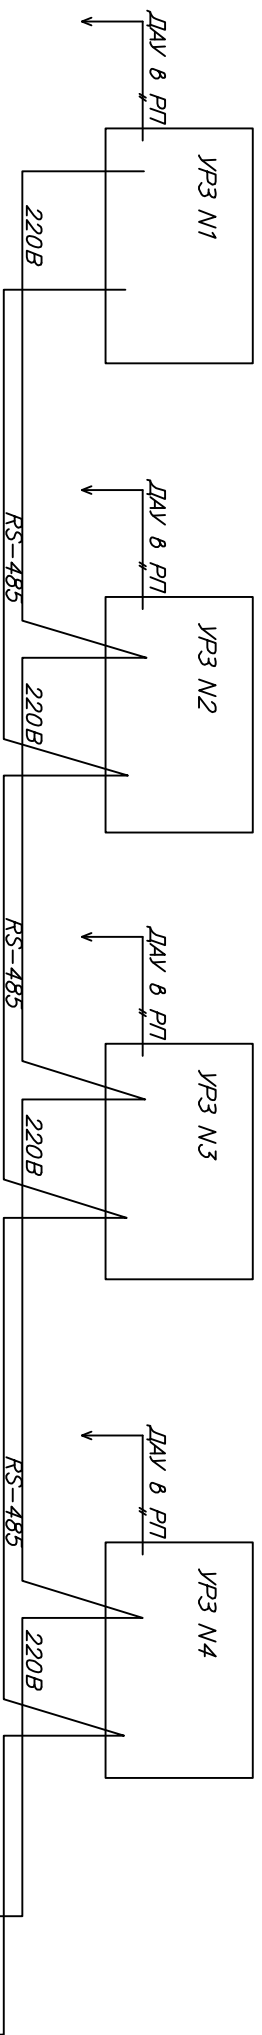 УРЗ N1
ДАУ в РП
220В
RS-485
УРЗ N2
ДАУ в РП
220В
RS-485
УРЗ N3
ДАУ в РП
220В
RS-485
УРЗ N4
ДАУ в РП
220В